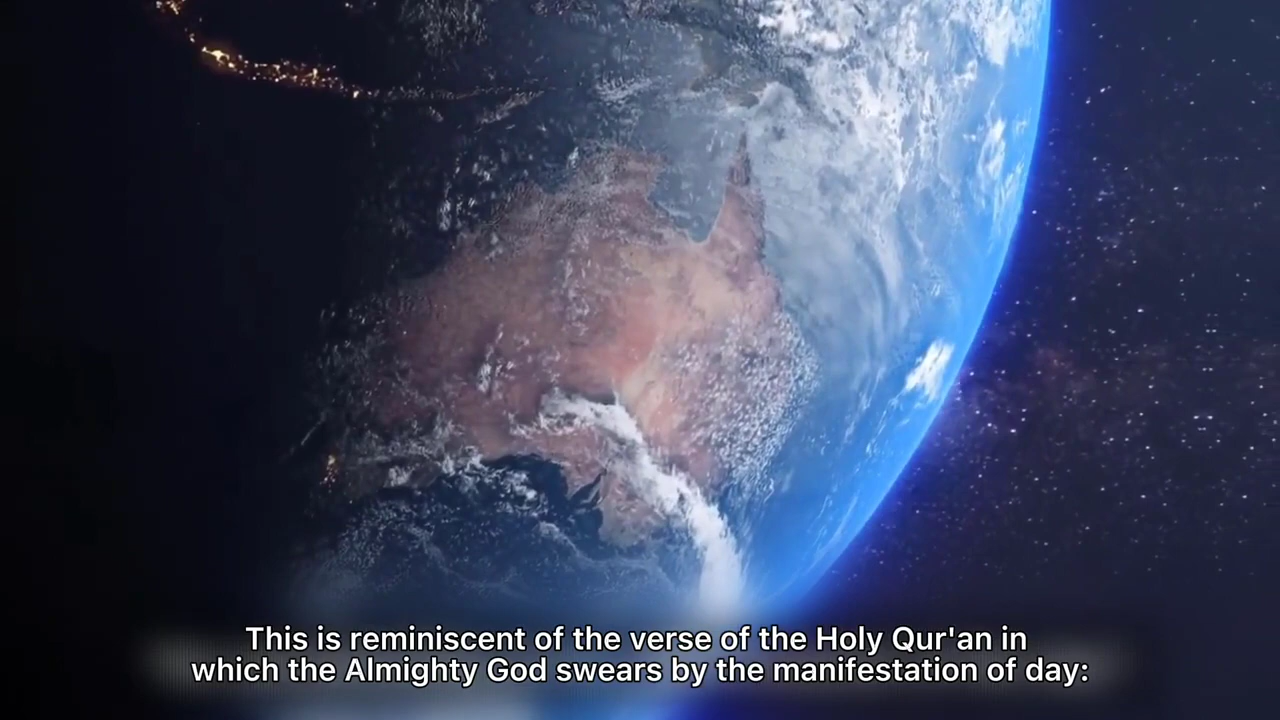 This is reminiscent of the verse of the Holy Qur'an in
which the Almighty God swears by the manifestation of day: